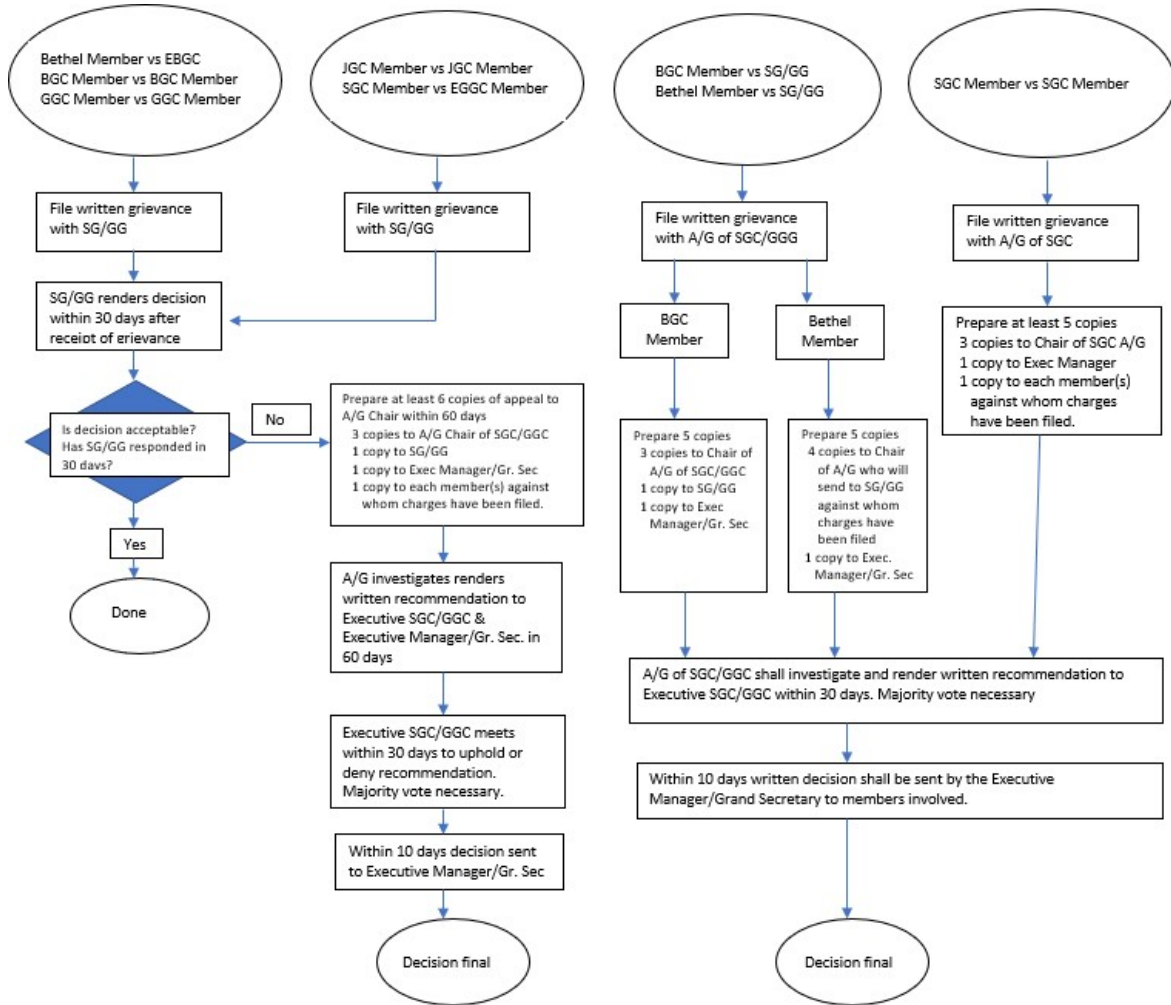 Bethel Member vs EBGC
BGC Member vs BGC Member
GGC Member vs GGC Member
JGC Member vs JGC Member
SGC Member vs EGGC Member
BGC Member vs SG/GG
Bethel Member vs SG/GG
SGC Member vs SGC Member
File written grievance
with SG/GG
File written grievance
with SG/GG
File written grievance
with A/G of SGC/GGG
File written grievance
with A/G of SGC
SG/GG renders decision
within 30 days after
receipt of grievance
BGC
Member
Bethel
Member
Prepare at least 5 copies
3 copies to Chair of SGC A/G
1 copy to Exec Manager
1 copy to each member(s)
against whom charges
have been filed.
Is decision acceptable?
Has SG/GG responded in
30 days?
No
Yes
Done
Prepare at least 6 copies of appeal to
A/G Chair within 60 days
3 copies to A/G Chair of SGC/GGC
1 copy to SG/GG
1 copy to Exec Manager/Gr. Sec
1 copy to each member(s) against
whom charges have been filed.
Prepare 5 copies
3 copies to Chair of
A/G of SGC/GGC
1 copy to SG/GG
1 copy to Exec
Manager/Gr. Sec
Prepare 5 copies
4 copies to Chair
of A/G who will
send to SG/GG
against whom
charges have
been filed
1 copy to Exec.
Manager/Gr. Sec
A/G investigates renders
written recommendation to
Executive SGC/GGC &
Executive Manager/Gr. Sec. in
60 days
A/G of SGC/GGC shall investigate and render written recommendation to
Executive SGC/GGC within 30 days. Majority vote necessary
Executive SGC/GGC meets
within 30 days to uphold or
deny recommendation.
Majority vote necessary.
Within 10 days written decision shall be sent by the Executive
Manager/Grand Secretary to members involved.
Within 10 days decision sent
to Executive Manager/Gr. Sec
Decision final
Decision final